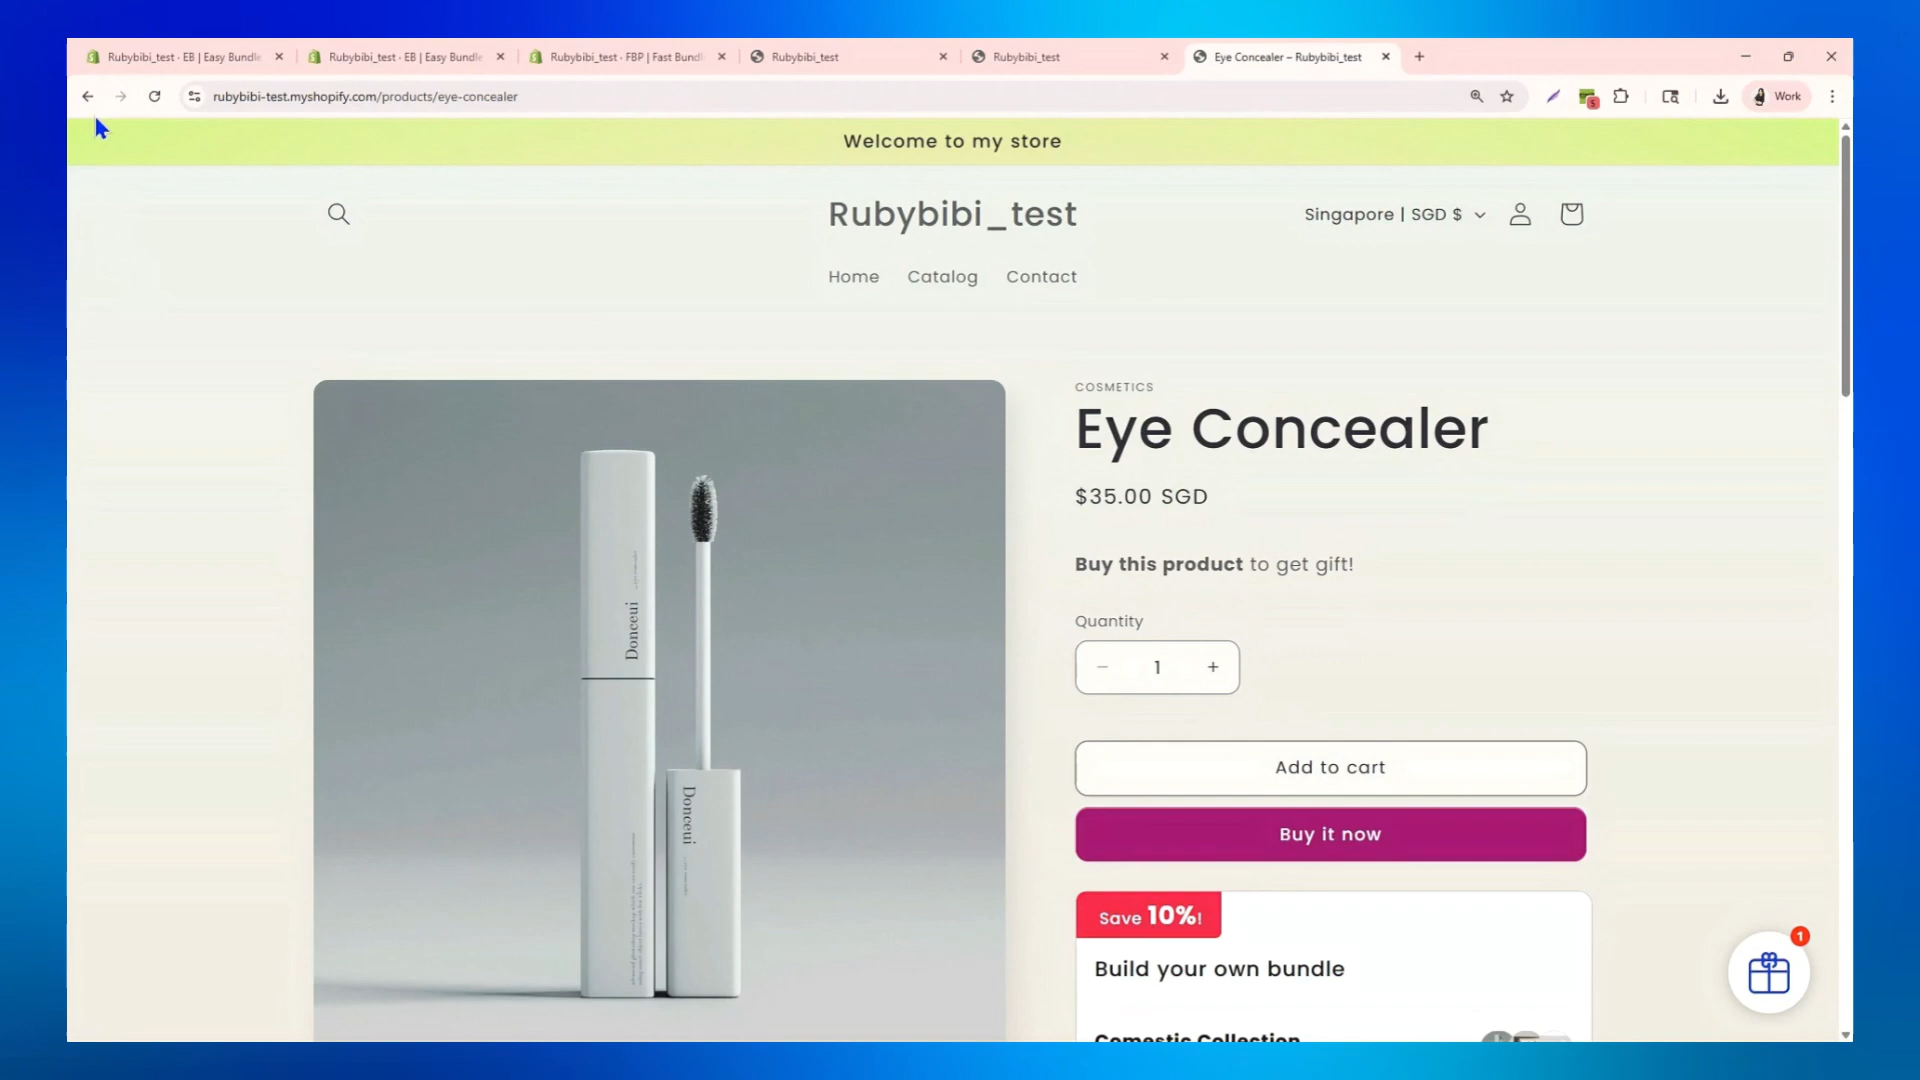 Rubybibi_test · EB | Easy Bundle
Rubybibi_test · EB | Easy Bundle
Rubybibi_test · FBP | Fast Bundl
Rubybibi_test
Rubybibi_test
Eye Concealer – Rubybibi_test
rubybibi-test.myshopify.com/products/eye-concealer
5
Work
Welcome to my store
Rubybibi_test
Singapore | SGD $
Home
Catalog
Contact
COSMETICS
Eye Concealer
$35.00 SGD
Buy this product to get gift!
Quantity
− 1 +
Add to cart
Buy it now
Save 10%!
Build your own bundle
Comestic Collection
1
Donceui
Donceui